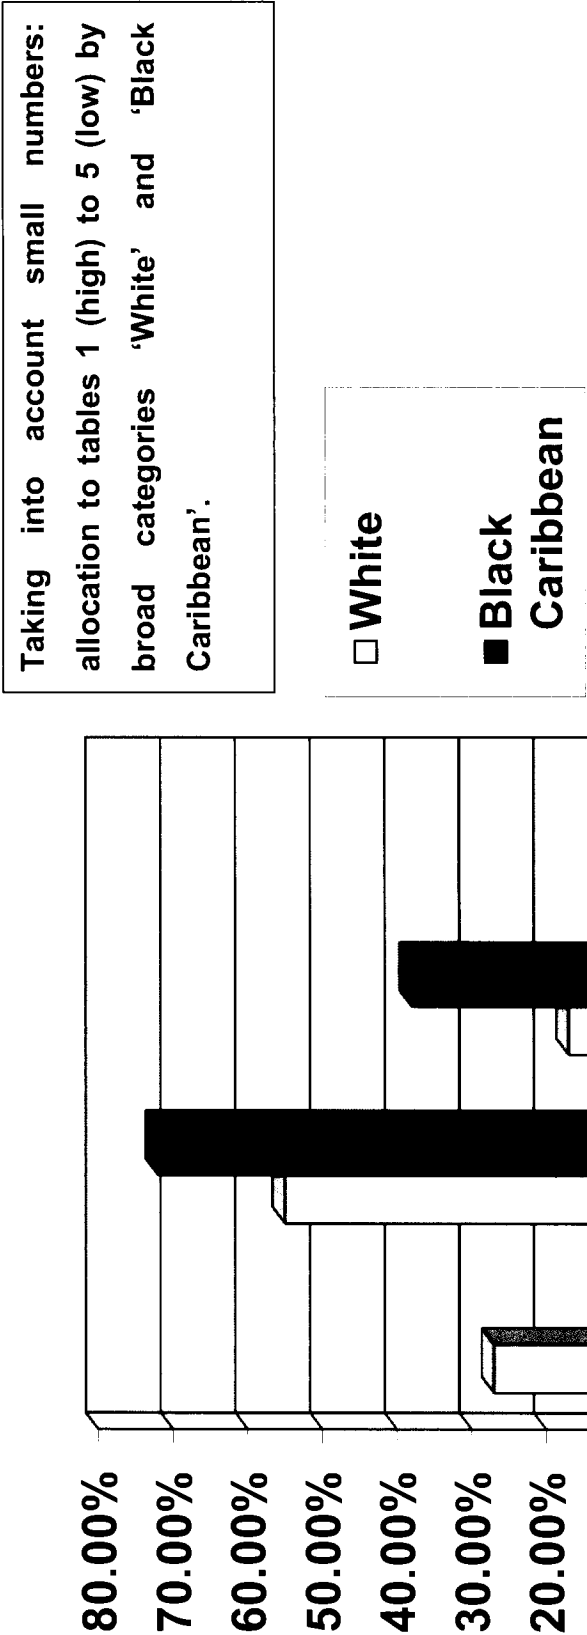 Taking into account small numbers:
allocation to tables 1 (high) to 5 (low) by
broad categories ‘White’ and ‘Black
Caribbean’.
White
Black
Caribbean
80.00%
70.00%
60.00%
50.00%
40.00%
30.00%
20.00%